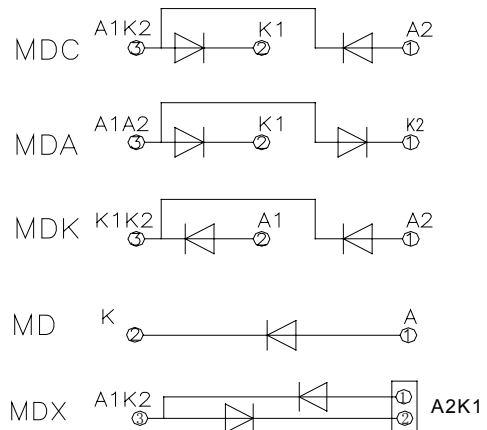 MDC A1K2 ③ K1 ② A2 ①
MDA A1A2 ③ K1 ② K2 ①
MDK K1K2 ③ A1 ② A2 ①
MD K ② A ①
MDX A1K2 ③ ① ② A2K1